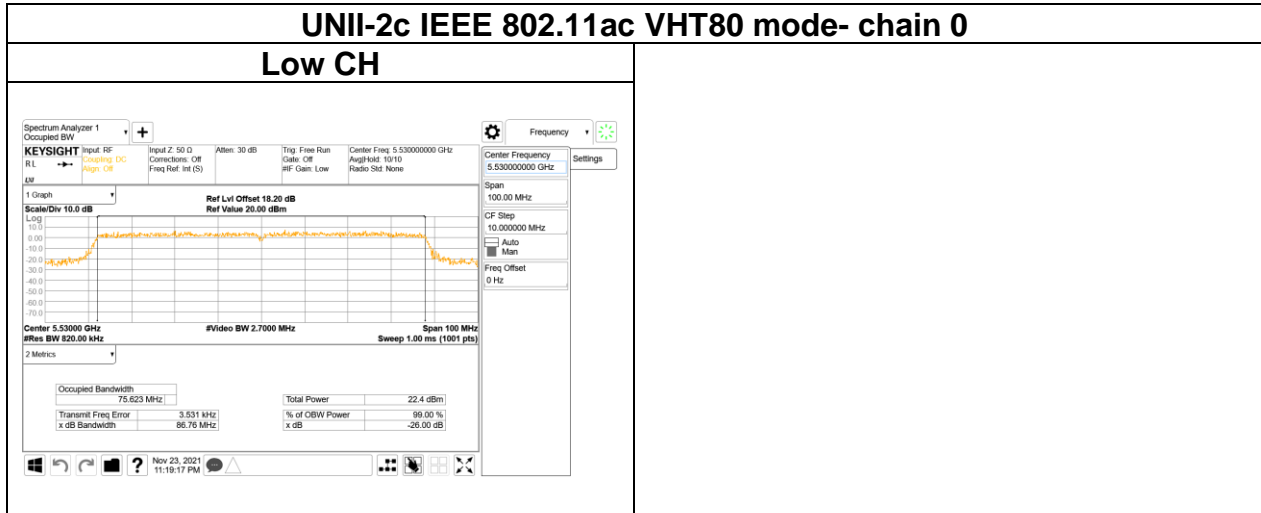 UNII-2c IEEE 802.11ac VHT80 mode- chain 0
Low CH
Spectrum Analyzer 1
Occupied BW
Frequency
Settings
KEYSIGHT Input: RF Input Z: 50 Ω Atten: 30 dB Trig: Free Run Center Freq: 5.530000000 GHz
RL Coupling: DC Corrections: Off Gate: Off Avg|Hold: 10/10
Align: Off Freq Ref: Int (S) #IF Gain: Low Radio Std: None
Center Frequency
5.530000000 GHz
Span
100.00 MHz
CF Step
10.000000 MHz
Auto
Man
Freq Offset
0 Hz
1 Graph
Ref Lvl Offset 18.20 dB
Scale/Div 10.0 dB Ref Value 20.00 dBm
Log
10.0
0.00
-10.0
-20.0
-30.0
-40.0
-50.0
-60.0
-70.0
Center 5.53000 GHz #Video BW 2.7000 MHz Span 100 MHz
#Res BW 820.00 kHz Sweep 1.00 ms (1001 pts)
2 Metrics
Occupied Bandwidth
75.623 MHz Total Power 22.4 dBm
Transmit Freq Error 3.531 kHz % of OBW Power 99.00 %
x dB Bandwidth 86.76 MHz x dB -26.00 dB
? Nov 23, 2021
11:19:17 PM